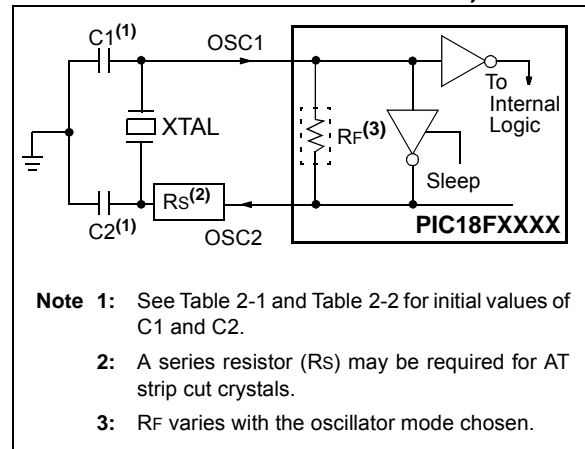 C1(1)
OSC1
To
Internal
Logic
XTAL
RF(3)
Sleep
RS(2)
C2(1)
OSC2
PIC18FXXXX
Note 1: See Table 2-1 and Table 2-2 for initial values of
C1 and C2.
2: A series resistor (RS) may be required for AT
strip cut crystals.
3: RF varies with the oscillator mode chosen.